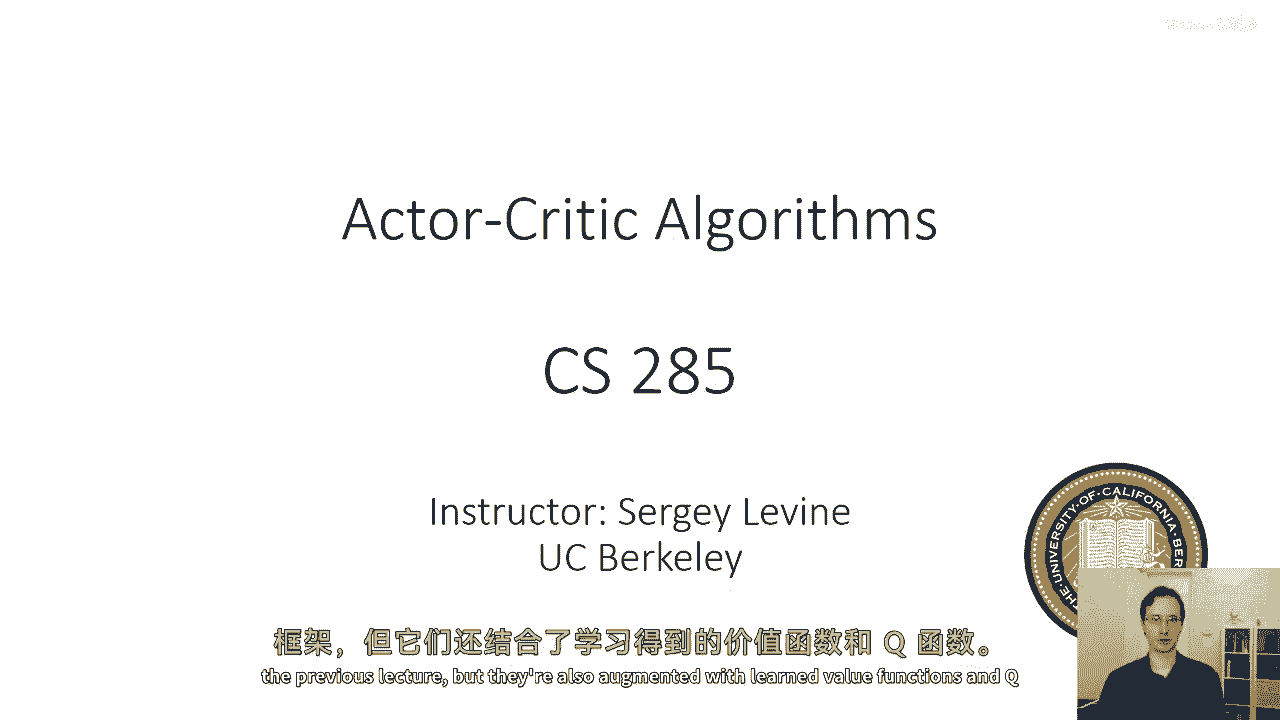 Actor-Critic Algorithms
CS 285
Instructor: Sergey Levine
UC Berkeley
THE UNIVERSITY OF CALIFORNIA BER
框架，但它们还结合了学习得到的价值函数和 Q 函数。
the previous lecture, but they're also augmented with learned value functions and Q